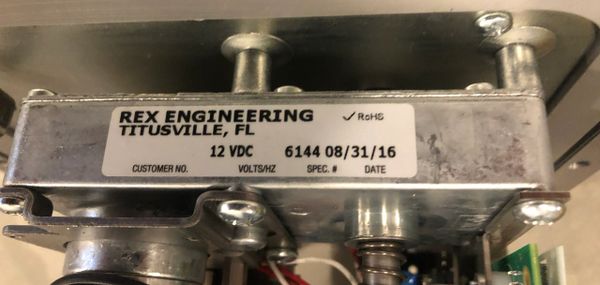 REX ENGINEERING ✓ RoHS
TITUSVILLE, FL
12 VDC 6144 08/31/16
CUSTOMER NO. VOLTS/HZ SPEC. # DATE